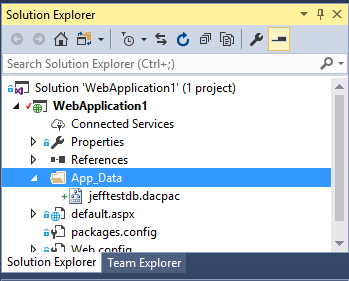 Solution Explorer
Search Solution Explorer (Ctrl+;)
Solution 'WebApplication1' (1 project)
WebApplication1
Connected Services
Properties
References
App_Data
jefftestdb.dacpac
default.aspx
packages.config
Web.config
Solution Explorer Team Explorer